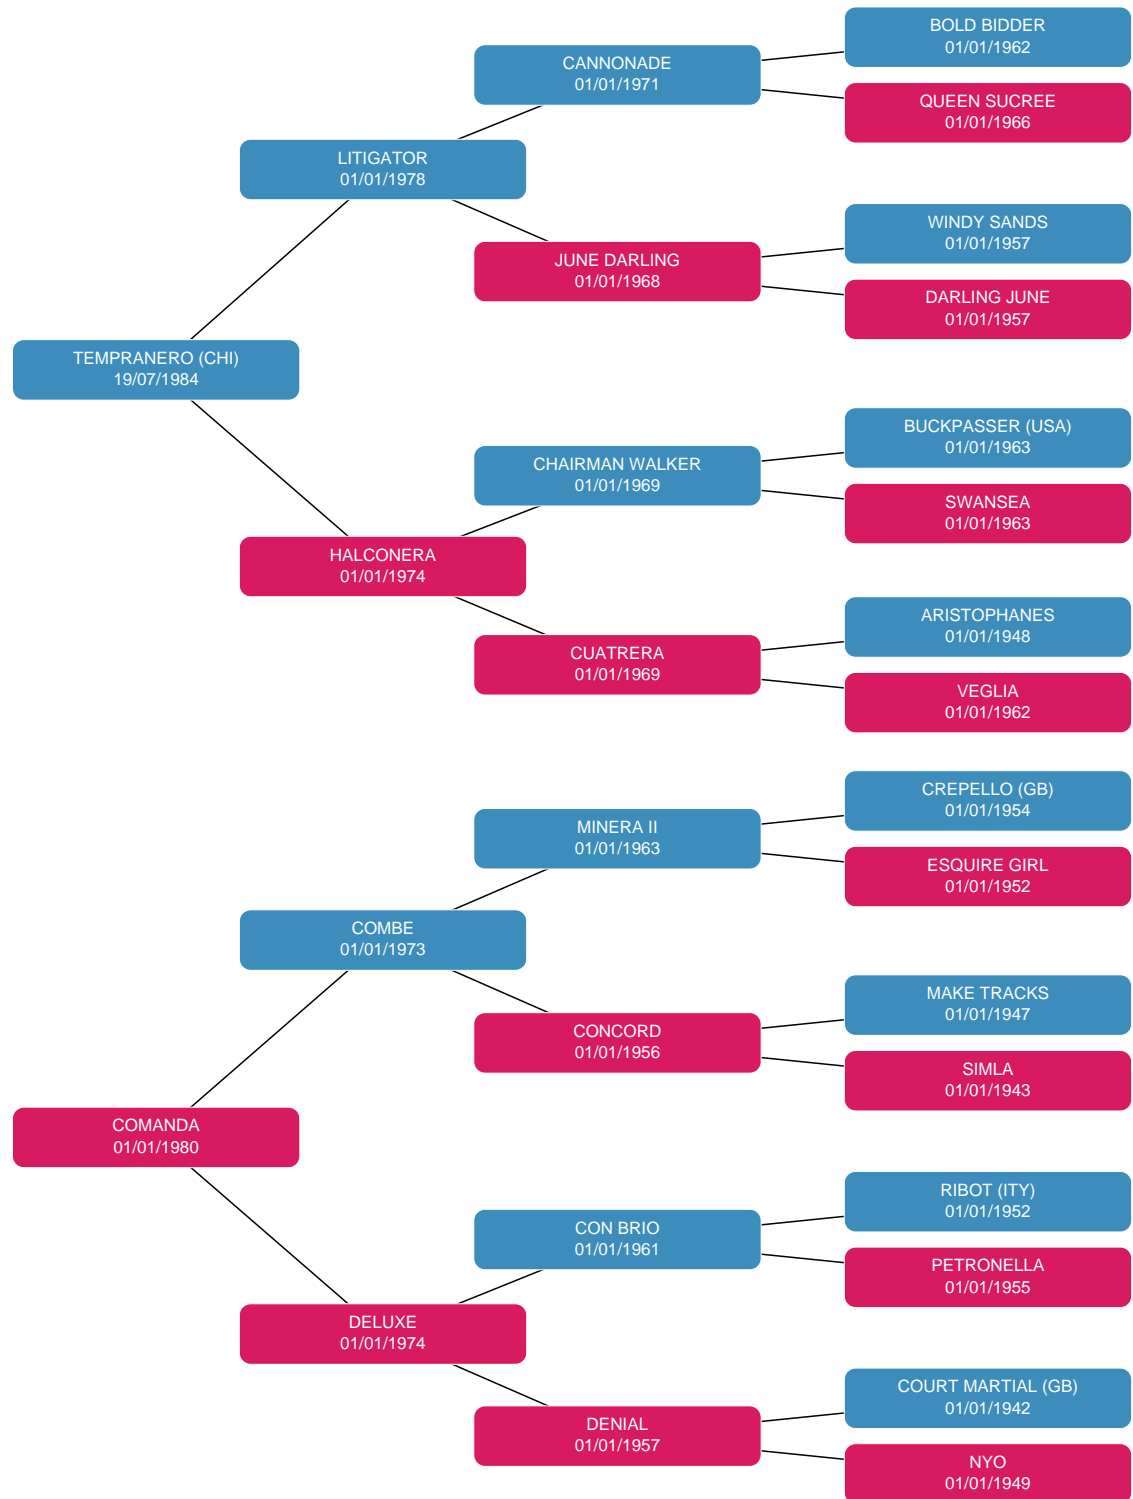 BOLD BIDDER
01/01/1962
CANNONADE
01/01/1971
QUEEN SUCREE
01/01/1966
LITIGATOR
01/01/1978
WINDY SANDS
01/01/1957
JUNE DARLING
01/01/1968
DARLING JUNE
01/01/1957
TEMPRANERO (CHI)
19/07/1984
BUCKPASSER (USA)
01/01/1963
CHAIRMAN WALKER
01/01/1969
SWANSEA
01/01/1963
HALCONERA
01/01/1974
ARISTOPHANES
01/01/1948
CUATRERA
01/01/1969
VEGLIA
01/01/1962
CREPELLO (GB)
01/01/1954
MINERA II
01/01/1963
ESQUIRE GIRL
01/01/1952
COMBE
01/01/1973
MAKE TRACKS
01/01/1947
CONCORD
01/01/1956
SIMLA
01/01/1943
COMANDA
01/01/1980
RIBOT (ITY)
01/01/1952
CON BRIO
01/01/1961
PETRONELLA
01/01/1955
DELUXE
01/01/1974
COURT MARTIAL (GB)
01/01/1942
DENIAL
01/01/1957
NYO
01/01/1949